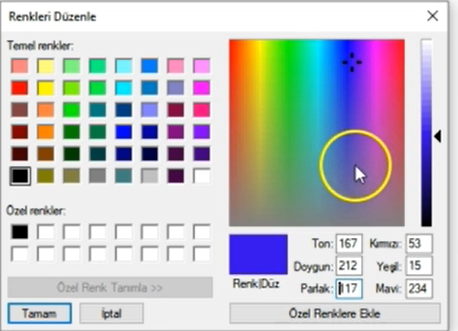 Renkleri Düzenle
Temel renkler:
Özel renkler:
Özel Renk Tanımla >>
Tamam
İptal
Renk|Düz
Ton: 167
Kırmızı: 53
Doygun: 212
Yeşil: 15
Parlak: 117
Mavi: 234
Özel Renklere Ekle